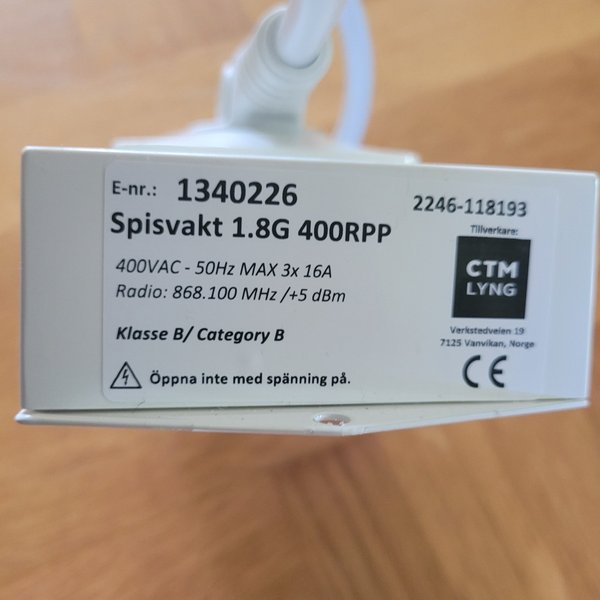 E-nr.: 1340226
2246-118193
Spisvakt 1.8G 400RPP
Tillverkare:
400VAC - 50Hz MAX 3x 16A
Radio: 868.100 MHz /+5 dBm
CTM
LYNG
Klasse B/ Category B
Verkstedveien 19
7125 Vanvikan, Norge
Öppna inte med spänning på.
CE